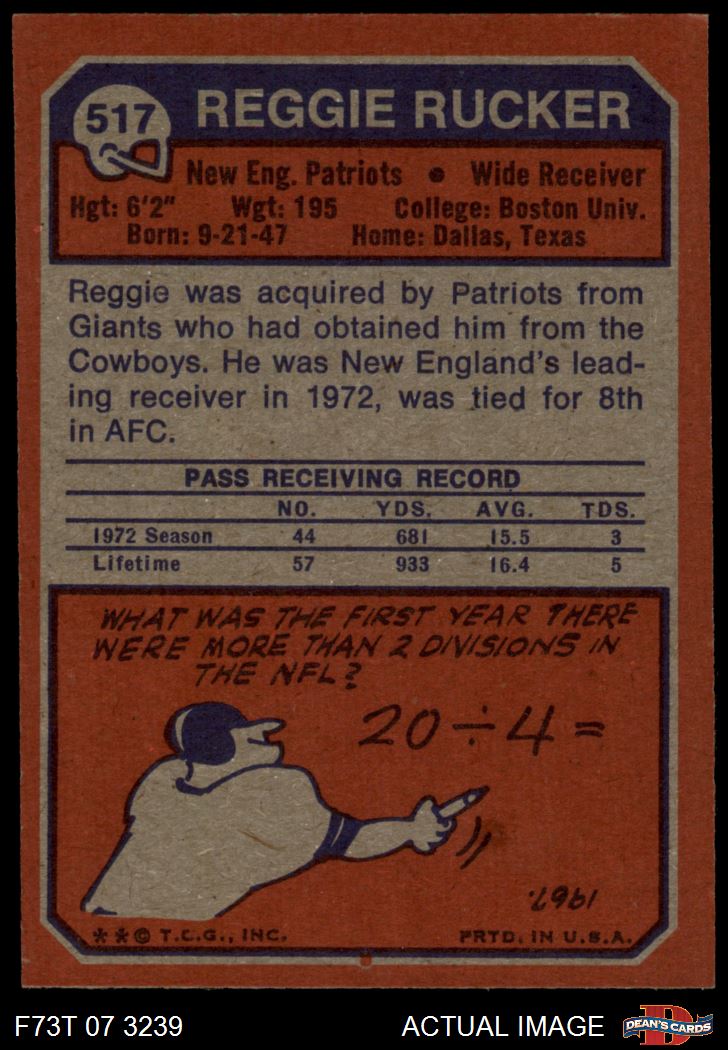 517
REGGIE RUCKER
New Eng. Patriots ● Wide Receiver
Hgt: 6'2" Wgt: 195 College: Boston Univ.
Born: 9-21-47 Home: Dallas, Texas
Reggie was acquired by Patriots from
Giants who had obtained him from the
Cowboys. He was New England's lead-
ing receiver in 1972, was tied for 8th
in AFC.
PASS RECEIVING RECORD
NO. YDS. AVG. TDS.
1972 Season 44 681 15.5 3
Lifetime 57 933 16.4 5
WHAT WAS THE FIRST YEAR THERE
WERE MORE THAN 2 DIVISIONS IN
THE NFL?
20 ÷ 4 =
1967.
* * © T.C.G., INC. PRTD. IN U.S.A.
F73T 07 3239 ACTUAL IMAGE
D
DEAN'S CARDS